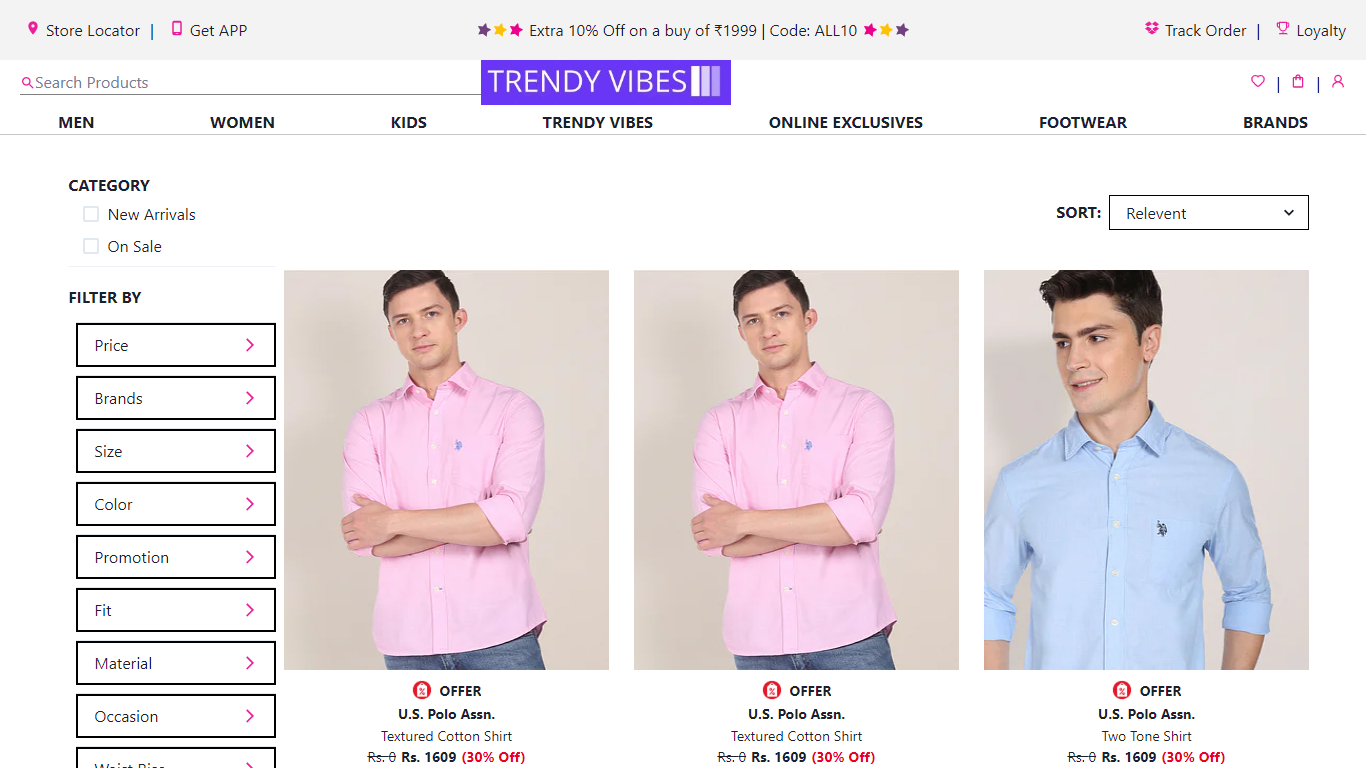 Store Locator | Get APP
Extra 10% Off on a buy of ₹1999 | Code: ALL10
Track Order | Loyalty
Search Products
TRENDY VIBES
MEN WOMEN KIDS TRENDY VIBES ONLINE EXCLUSIVES FOOTWEAR BRANDS
CATEGORY
New Arrivals
On Sale
SORT: Relevent
FILTER BY
Price
Brands
Size
Color
Promotion
Fit
Material
Occasion
Waist Rise
OFFER
U.S. Polo Assn.
Textured Cotton Shirt
Rs. 0 Rs. 1609 (30% Off)
OFFER
U.S. Polo Assn.
Textured Cotton Shirt
Rs. 0 Rs. 1609 (30% Off)
OFFER
U.S. Polo Assn.
Two Tone Shirt
Rs. 0 Rs. 1609 (30% Off)